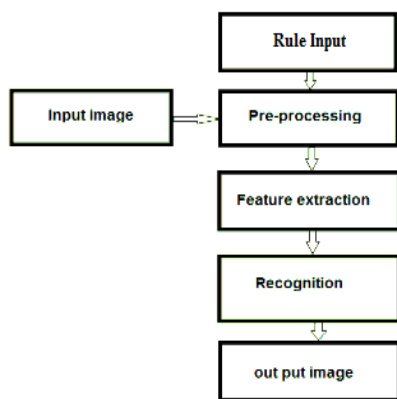 Rule Input
Input image
Pre-processing
Feature extraction
Recognition
out put image